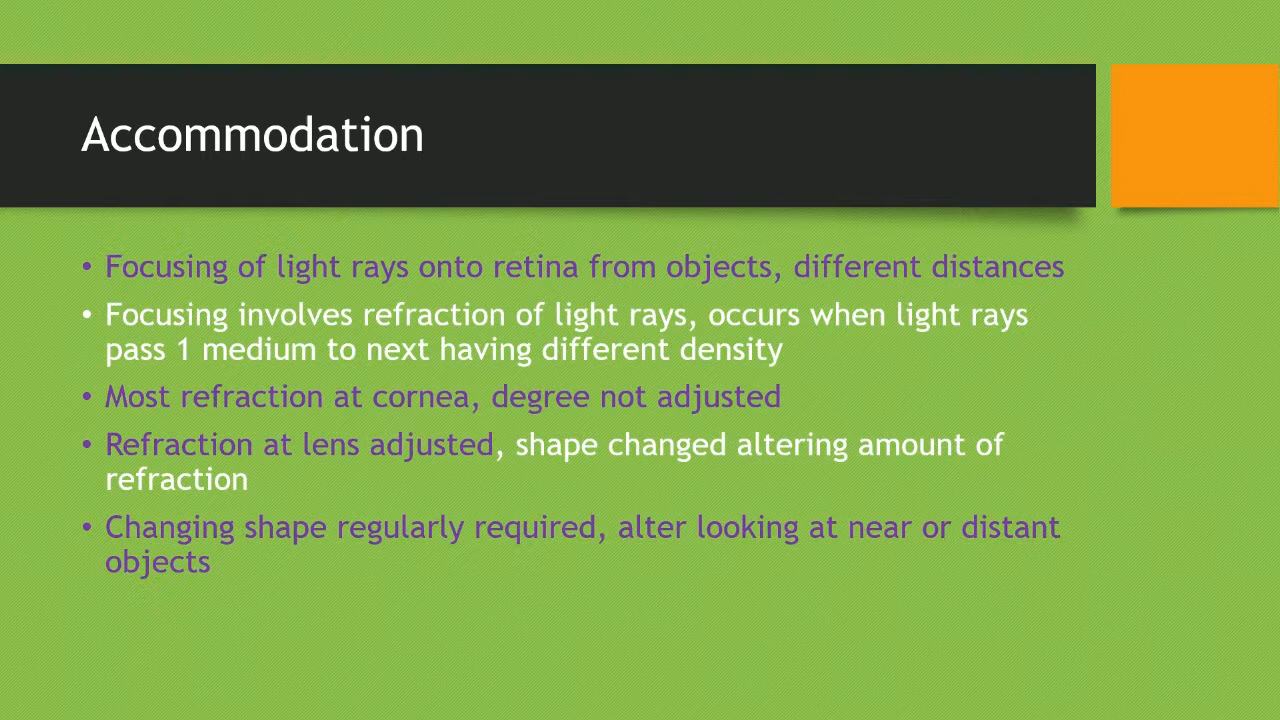 Accommodation
• Focusing of light rays onto retina from objects, different distances
• Focusing involves refraction of light rays, occurs when light rays
pass 1 medium to next having different density
• Most refraction at cornea, degree not adjusted
• Refraction at lens adjusted, shape changed altering amount of
refraction
• Changing shape regularly required, alter looking at near or distant
objects